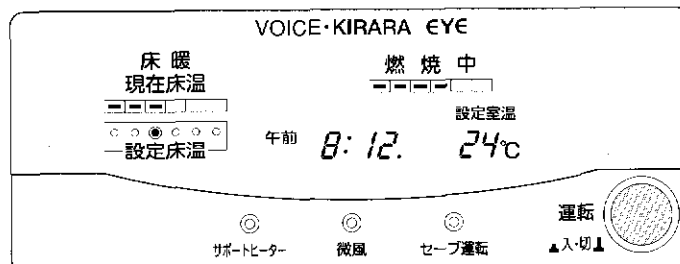 VOICE・KIRARA EYE
床暖
現在床温
設定床温
燃焼中
設定室温
午前 8:12. 24℃
サポートヒーター 微風 セーブ運転
運転
入・切